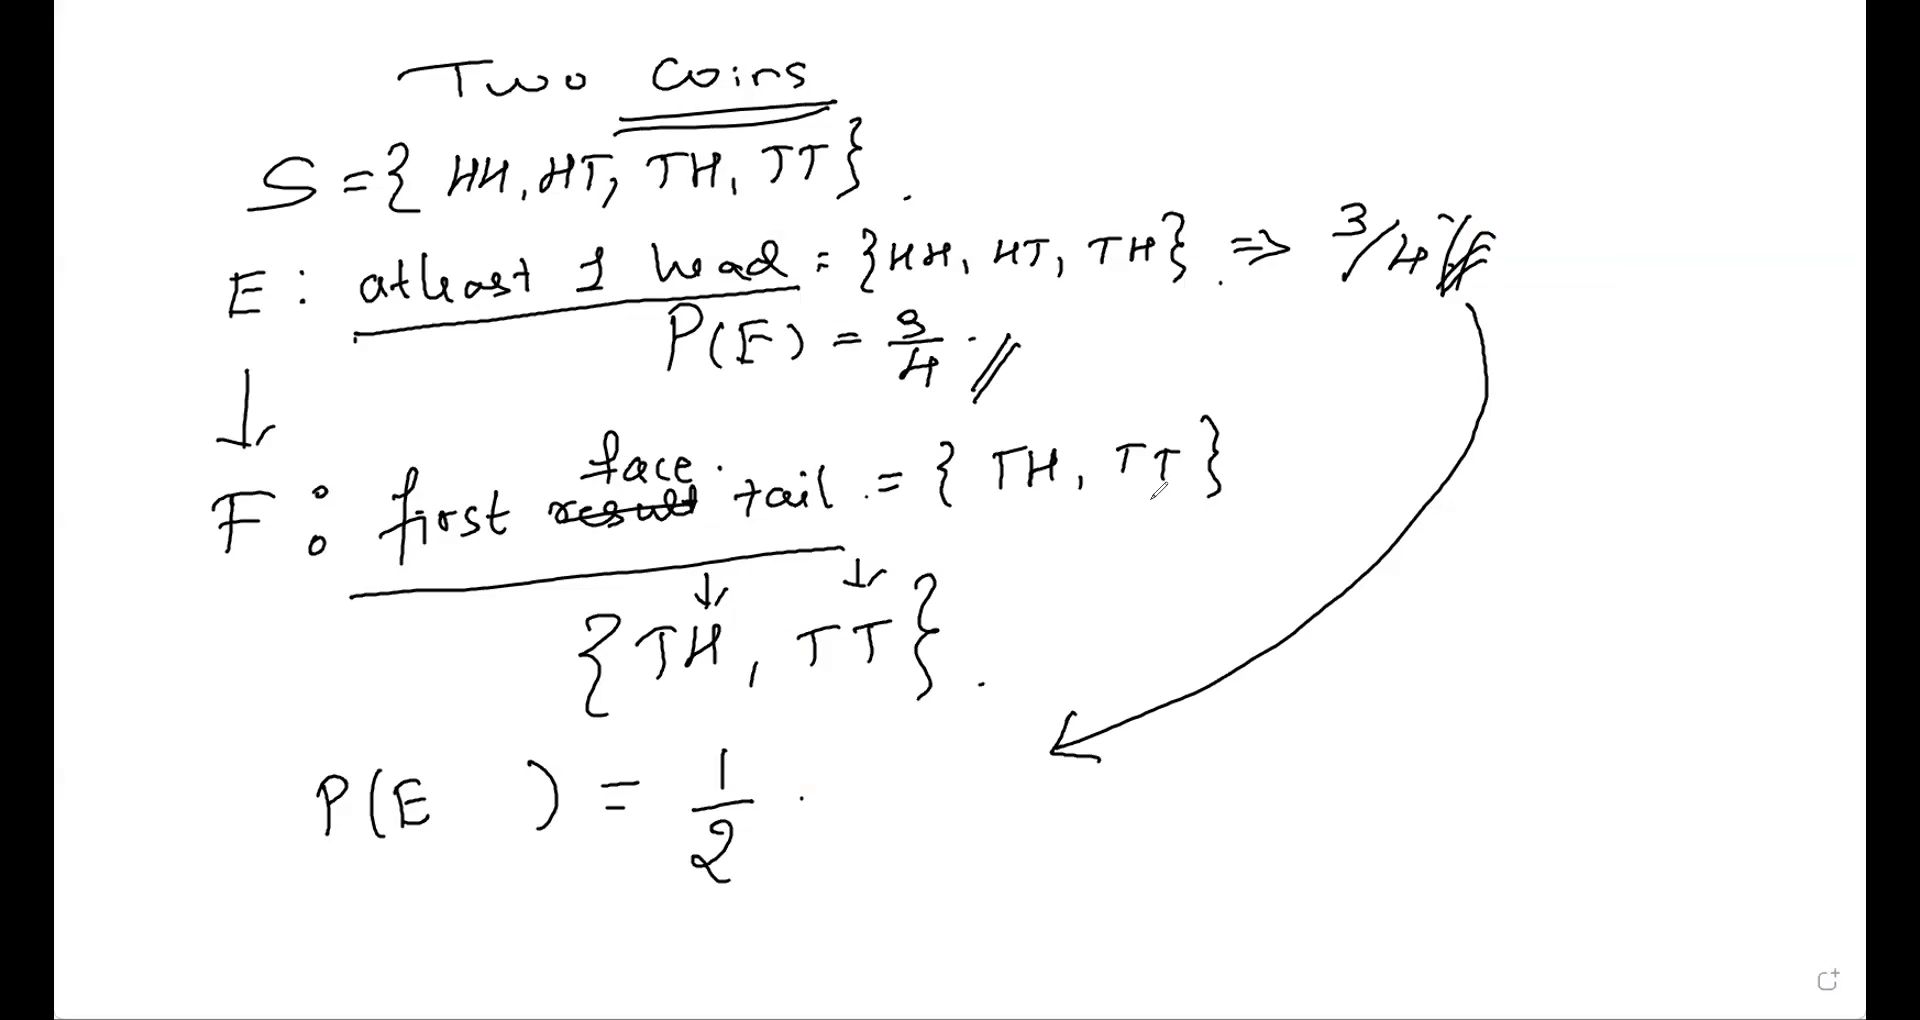 Two Coins
S = { HH, HT, TH, TT } .
E : atleast 1 head = { HH, HT, TH } . => 3/4
P(E) = 3/4 . //
face .
F : first result tail . = { TH, TT }
{ TH , TT } .
P(E ) = 1/2 .